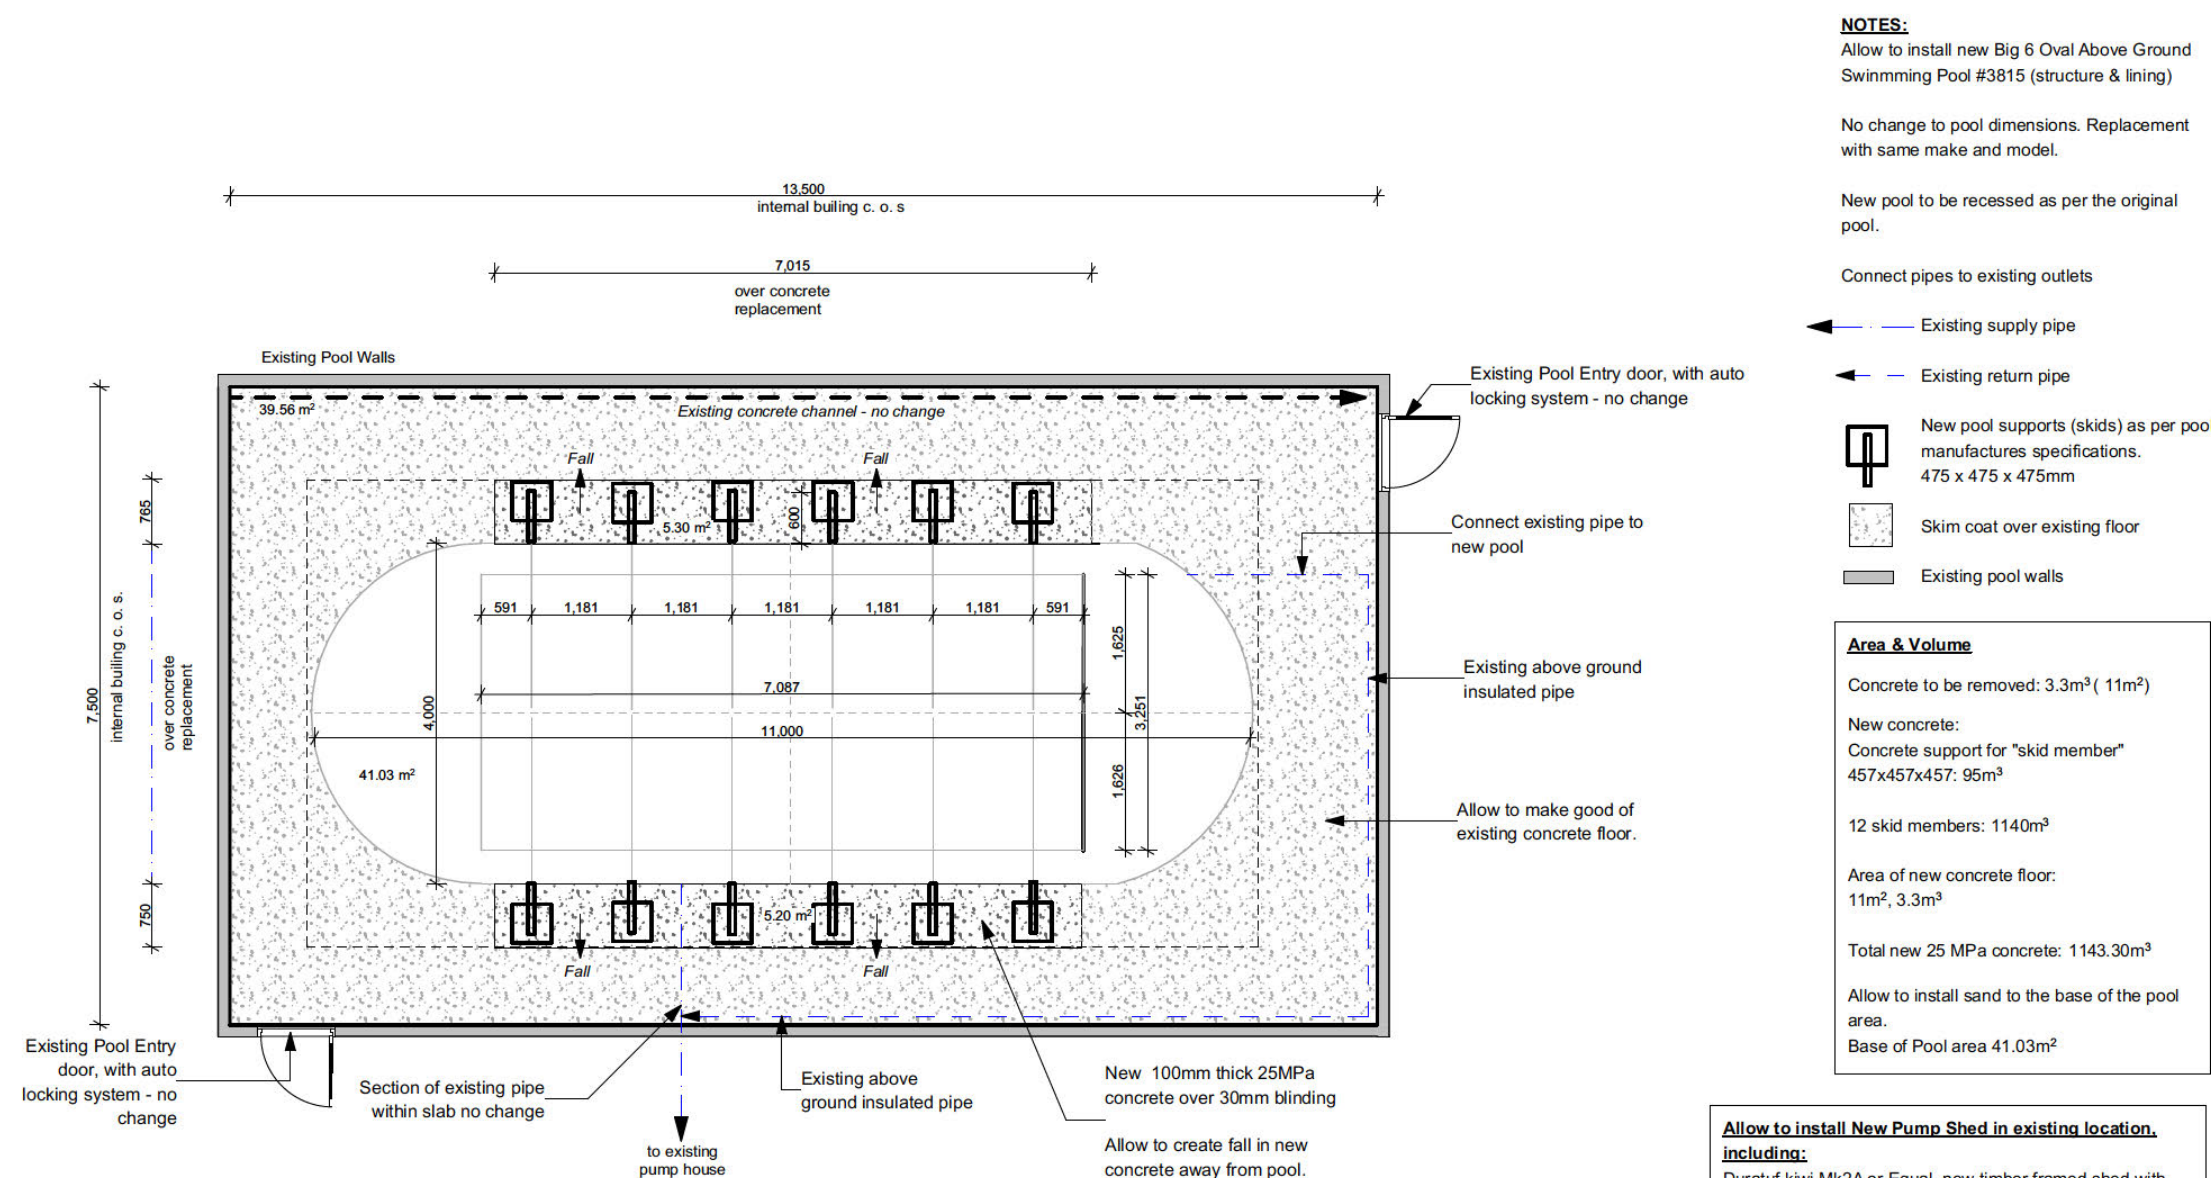 NOTES:
Allow to install new Big 6 Oval Above Ground
Swinmming Pool #3815 (structure & lining)
No change to pool dimensions. Replacement
with same make and model.
New pool to be recessed as per the original
pool.
Connect pipes to existing outlets
Existing supply pipe
Existing return pipe
New pool supports (skids) as per poo
manufactures specifications.
475 x 475 x 475mm
Skim coat over existing floor
Existing pool walls
Area & Volume
Concrete to be removed: 3.3m³ ( 11m²)
New concrete:
Concrete support for "skid member"
457x457x457: 95m³
12 skid members: 1140m³
Area of new concrete floor:
11m², 3.3m³
Total new 25 MPa concrete: 1143.30m³
Allow to install sand to the base of the pool
area.
Base of Pool area 41.03m²
Allow to install New Pump Shed in existing location,
including:
Duratuf kiwi Mk2A or Equal, new timber framed shed with
13,500
internal builing c. o. s
7,015
over concrete
replacement
Existing Pool Walls
39.56 m²
Existing concrete channel - no change
Fall
Fall
5.30 m²
600
765
7,500
internal builing c. o. s.
over concrete
replacement
750
591
1,181
1,181
1,181
1,181
1,181
591
7,087
11,000
4,000
41.03 m²
1,625
3,251
1,626
5.20 m²
Fall
Fall
Existing Pool Entry door, with auto
locking system - no change
Connect existing pipe to
new pool
Existing above ground
insulated pipe
Allow to make good of
existing concrete floor.
Existing Pool Entry
door, with auto
locking system - no
change
Section of existing pipe
within slab no change
to existing
pump house
Existing above
ground insulated pipe
New 100mm thick 25MPa
concrete over 30mm blinding
Allow to create fall in new
concrete away from pool.